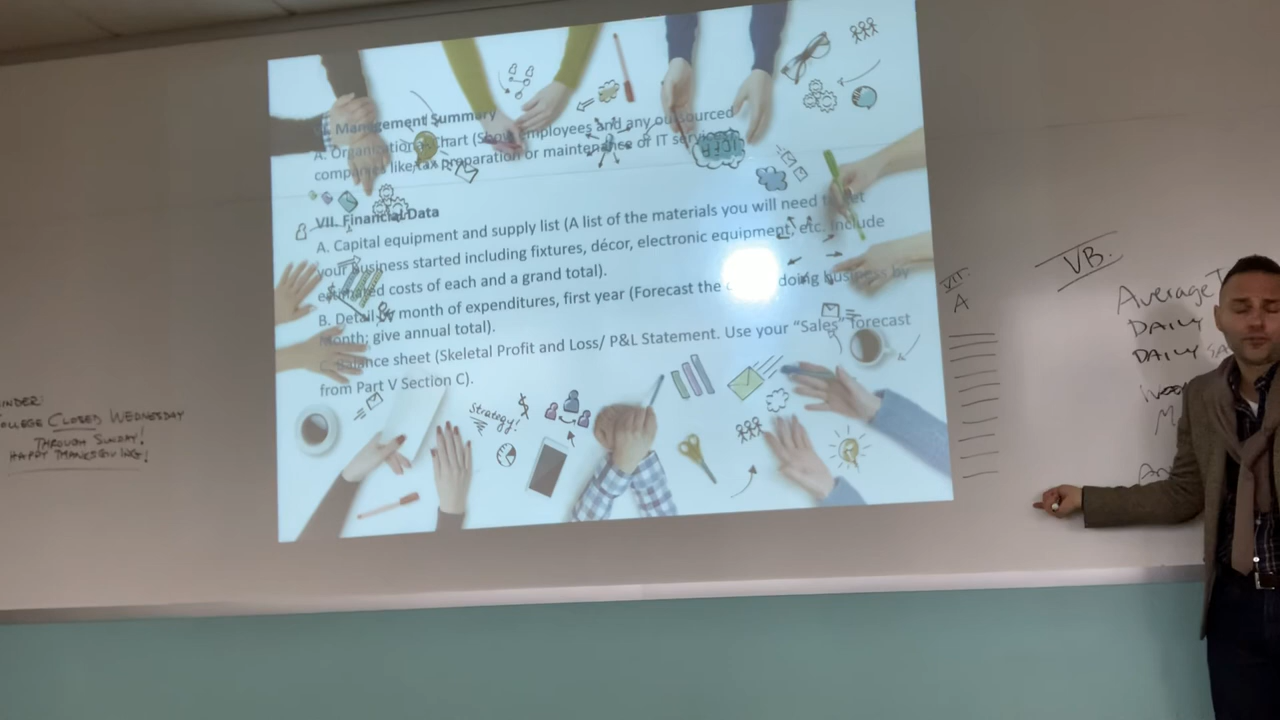 INDER:
OLLEGE CLOSED WEDNESDAY
THROUGH SUNDAY!
HAPPY THANKSGIVING!
Management Summary
A. Organizational Chart (Show employees and any outsourced
companies like tax preparation or maintenance of IT services
VII. Financial Data
A. Capital equipment and supply list (A list of the materials you will need to get
your business started including fixtures, décor, electronic equipment, etc. Include
estimated costs of each and a grand total).
B. Detail by month of expenditures, first year (Forecast the doing business by
Month; give annual total).
Balance sheet (Skeletal Profit and Loss/ P&L Statement. Use your "Sales" forecast
from Part V Section C).
Strategy!
VII.
A
VB.
Average
DAILY
DAILY